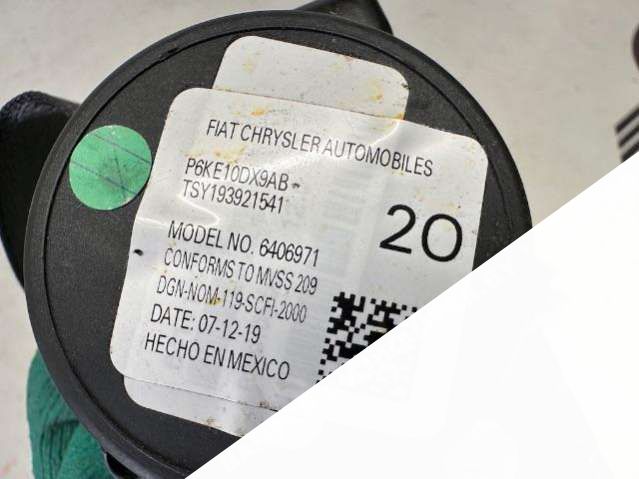 FIAT CHRYSLER AUTOMOBILES
P6KE10DX9AB
TSY193921541
20
MODEL NO. 6406971
CONFORMS TO MVSS 209
DGN-NOM-119-SCFI-2000
DATE: 07-12-19
HECHO EN MEXICO